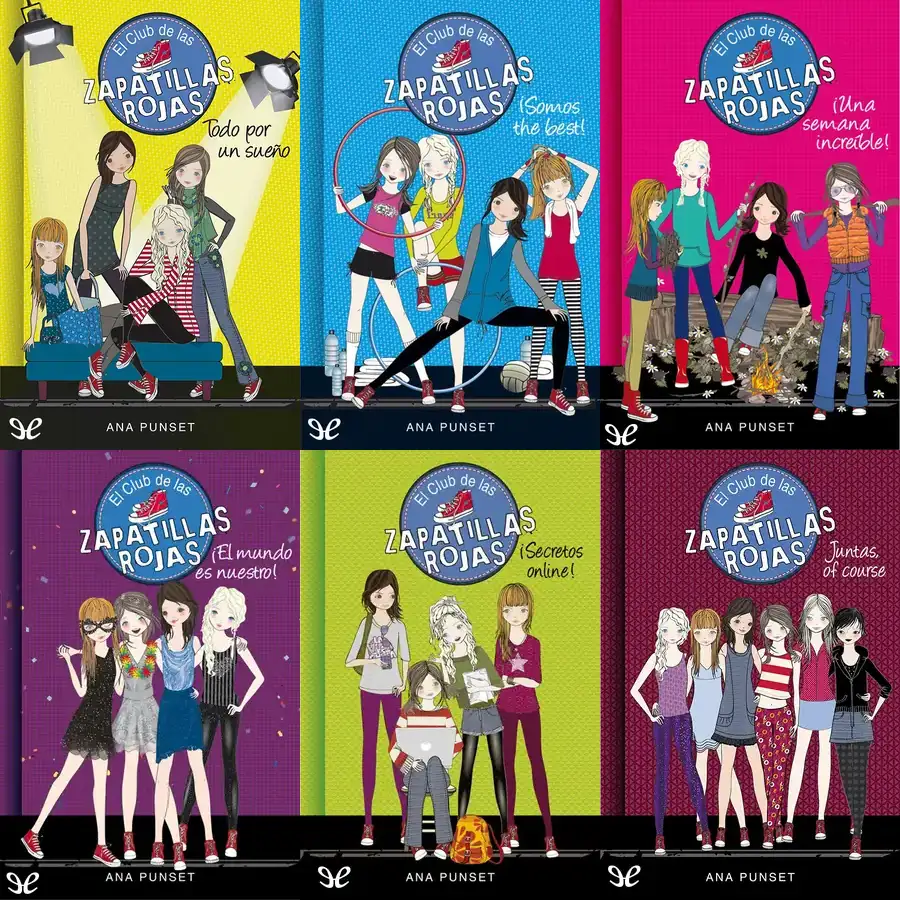 El Club de las
ZAPATILLAS
ROJAS
Todo por
un sueño
ANA PUNSET
El Club de las
ZAPATILLAS
ROJAS
¡Somos
the best!
ANA PUNSET
El Club de las
ZAPATILLAS
ROJAS
¡Una
semana
increíble!
ANA PUNSET
El Club de las
ZAPATILLAS
ROJAS
¡El mundo
es nuestro!
ANA PUNSET
El Club de las
ZAPATILLAS
ROJAS
¡Secretos
online!
ANA PUNSET
El Club de las
ZAPATILLAS
ROJAS
Juntas,
of course
ANA PUNSET